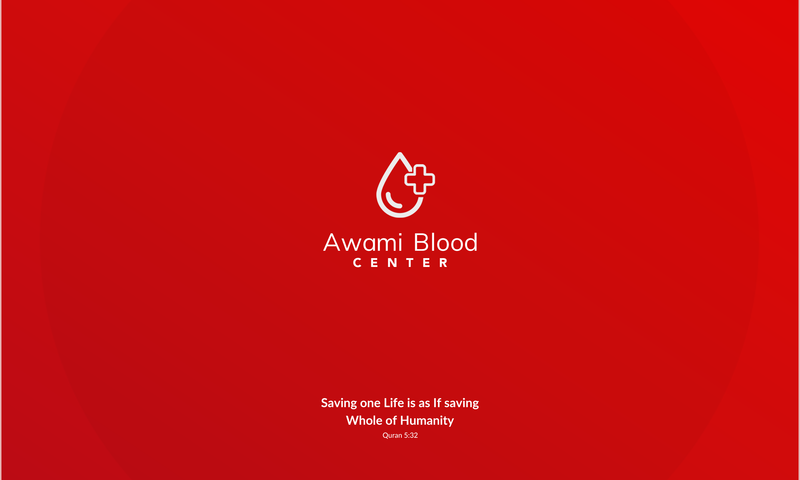 Awami Blood
CENTER
Saving one Life is as If saving
Whole of Humanity
Quran 5:32